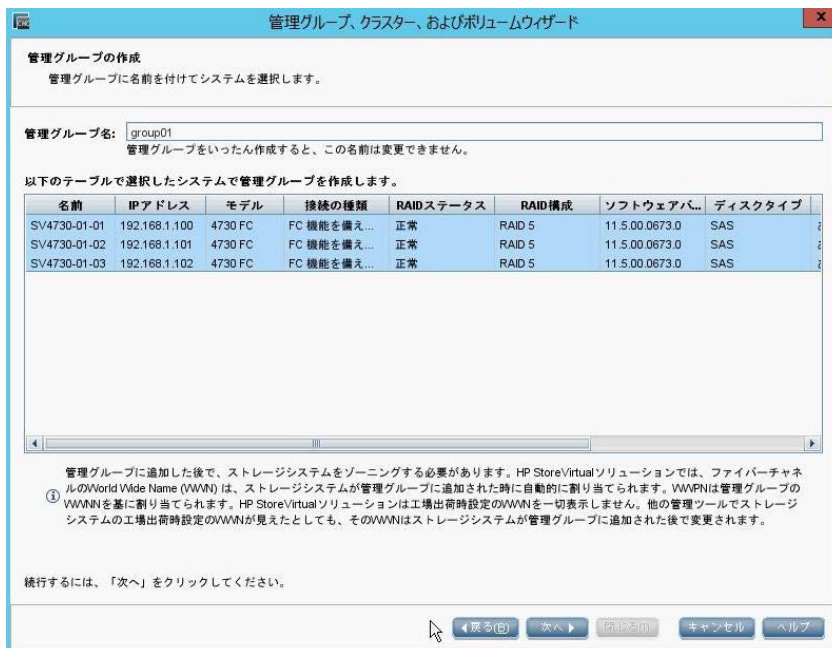 CMC
管理グループ、クラスター、およびボリュームウィザード
x
管理グループの作成
管理グループに名前を付けてシステムを選択します。
管理グループ名: group01
管理グループをいったん作成すると、この名前は変更できません。
以下のテーブルで選択したシステムで管理グループを作成します。
名前 IPアドレス モデル 接続の種類 RAIDステータス RAID構成 ソフトウェアバ... ディスクタイプ
SV4730-01-01 192.168.1.100 4730 FC FC 機能を備え... 正常 RAID 5 11.5.00.0673.0 SAS
SV4730-01-02 192.168.1.101 4730 FC FC 機能を備え... 正常 RAID 5 11.5.00.0673.0 SAS
SV4730-01-03 192.168.1.102 4730 FC FC 機能を備え... 正常 RAID 5 11.5.00.0673.0 SAS
管理グループに追加した後で、ストレージシステムをゾーニングする必要があります。HP StoreVirtualソリューションでは、ファイバーチャネ
ルのWorld Wide Name (WWN) は、ストレージシステムが管理グループに追加された時に自動的に割り当てられます。WWPNは管理グループの
WWNNを基に割り当てられます。HP StoreVirtualソリューションは工場出荷時設定のWWNを一切表示しません。他の管理ツールでストレージ
システムの工場出荷時設定のWWNが見えたとしても、そのWWNはストレージシステムが管理グループに追加された後で変更されます。
続行するには、「次へ」をクリックしてください。
戻る(B) 次へ キャンセル ヘルプ